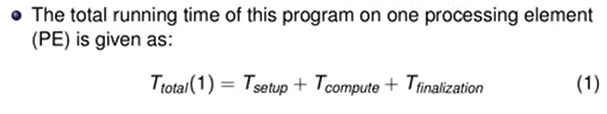 • The total running time of this program on one processing element
(PE) is given as:
T_total(1) = T_setup + T_compute + T_finalization (1)